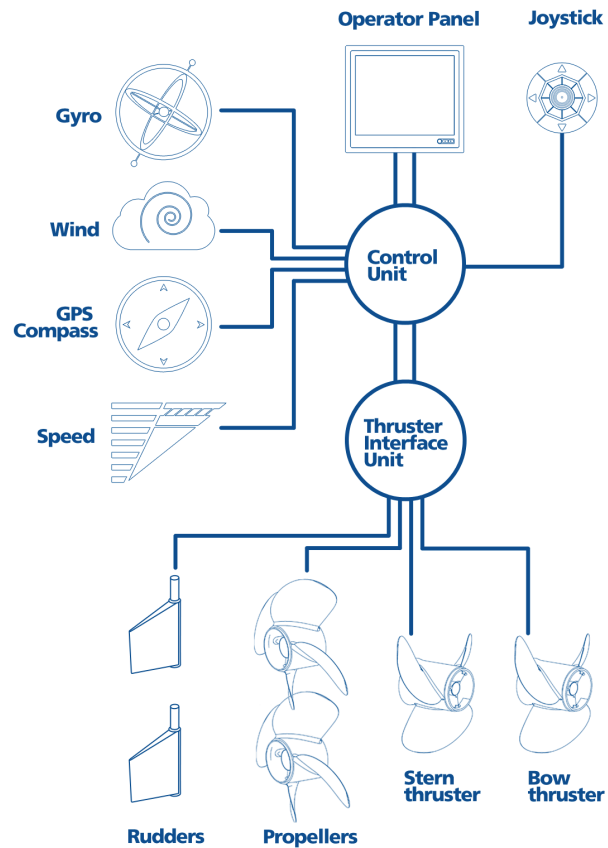 Operator Panel
Joystick
Gyro
Wind
Control
Unit
GPS
Compass
Speed
Thruster
Interface
Unit
Stern
thruster
Bow
thruster
Rudders
Propellers